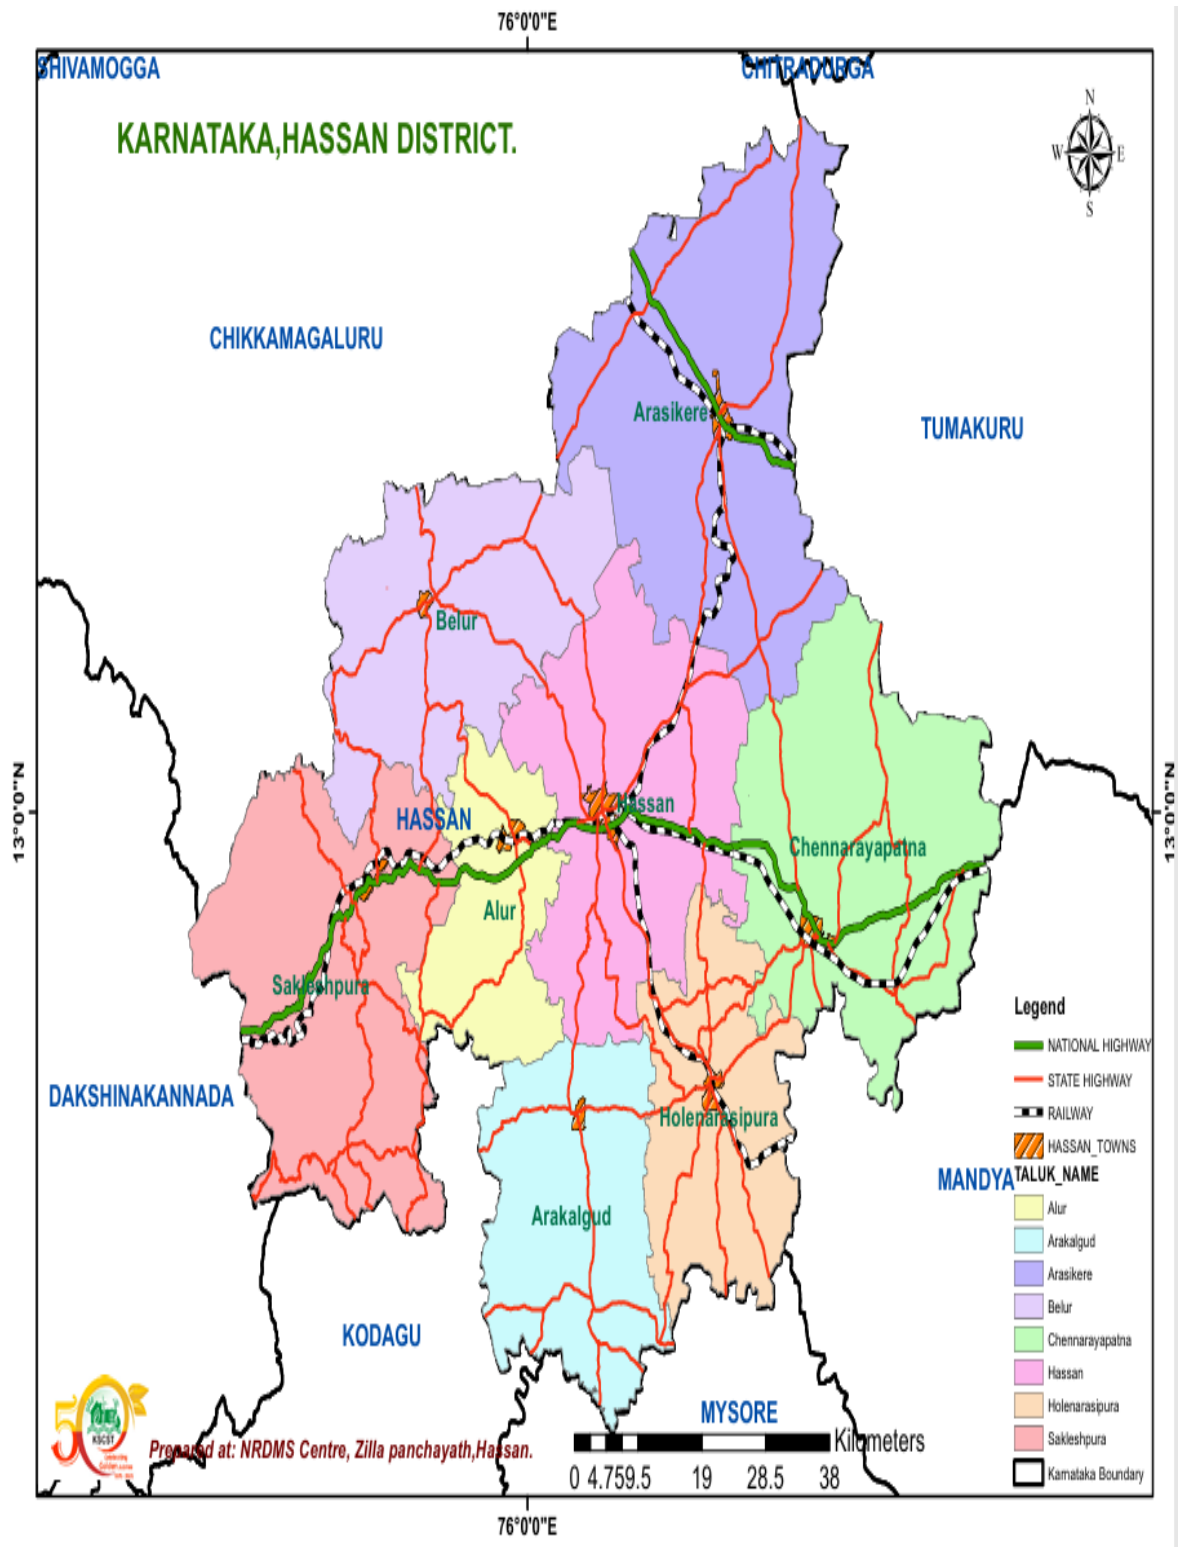 76°0'0"E
SHIVAMOGGA
CHITRADURGA
KARNATAKA,HASSAN DISTRICT.
N
W
E
S
CHIKKAMAGALURU
Arasikere
TUMAKURU
Belur
13°0'0"N
13°0'0"N
HASSAN
Hassan
Chennarayapatna
Alur
Sakleshpura
DAKSHINAKANNADA
Holenarasipura
Arakalgud
MANDYA
KODAGU
MYSORE
Legend
NATIONAL HIGHWAY
STATE HIGHWAY
RAILWAY
HASSAN_TOWNS
TALUK_NAME
Alur
Arakalgud
Arasikere
Belur
Chennarayapatna
Hassan
Holenarasipura
Sakleshpura
Karnataka Boundary
50
KSCST
Prepared at: NRDMS Centre, Zilla panchayath,Hassan.
Kilometers
0 4.759.5 19 28.5 38
76°0'0"E